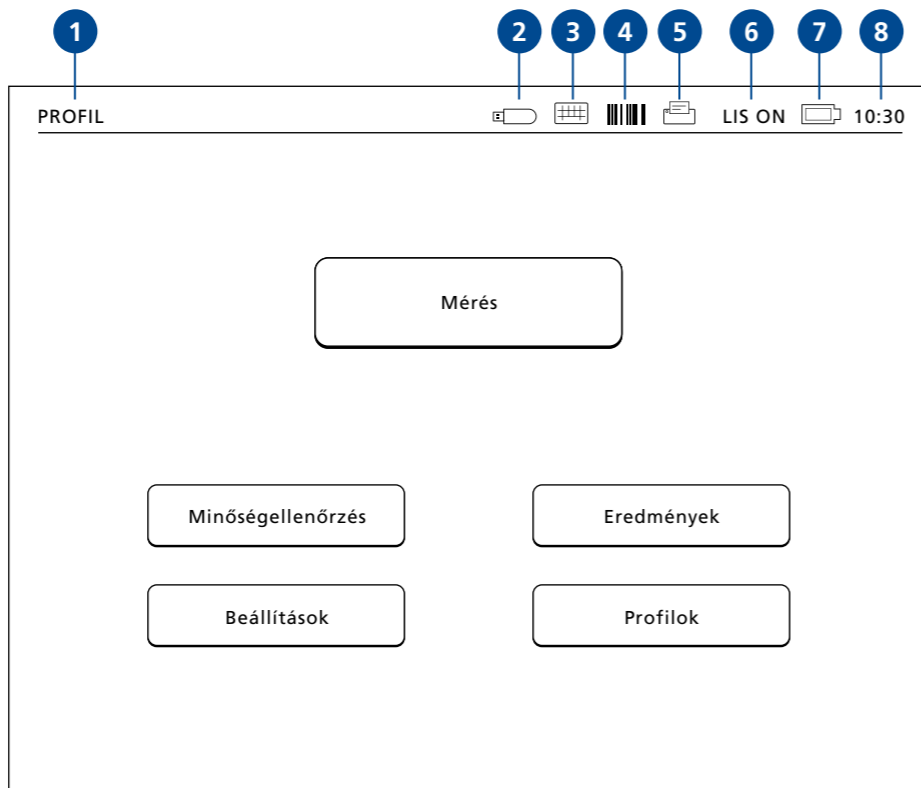 1 2 3 4 5 6 7 8
PROFIL LIS ON 10:30
Mérés
Minőségellenőrzés Eredmények
Beállítások Profilok